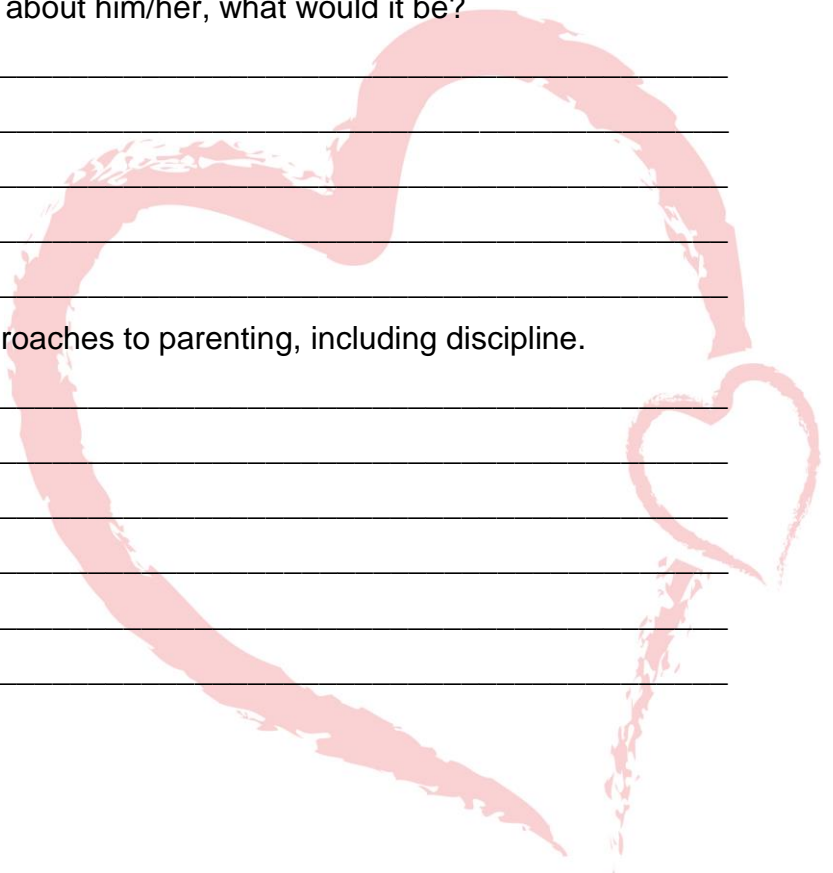 about him/her, what would it be?
roaches to parenting, including discipline.